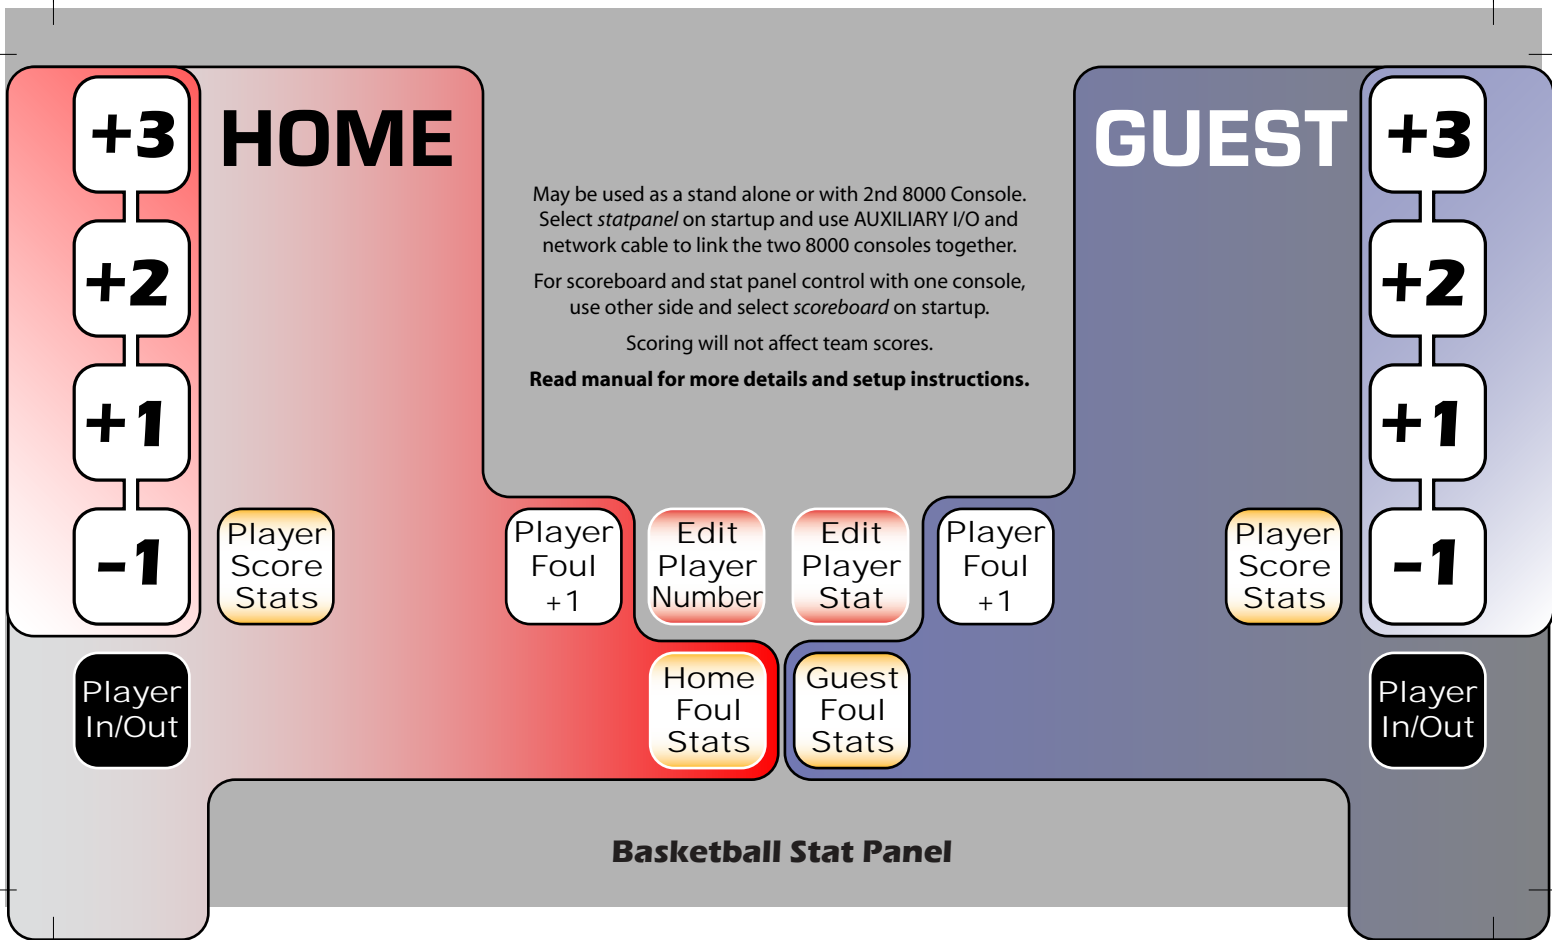 HOME
GUEST
+3
+2
+1
-1
+3
+2
+1
-1
May be used as a stand alone or with 2nd 8000 Console.
Select statpanel on startup and use AUXILIARY I/O and
network cable to link the two 8000 consoles together.
For scoreboard and stat panel control with one console,
use other side and select scoreboard on startup.
Scoring will not affect team scores.
Read manual for more details and setup instructions.
Player
Score
Stats
Player
Foul
+1
Edit
Player
Number
Edit
Player
Stat
Player
Foul
+1
Player
Score
Stats
Player
In/Out
Home
Foul
Stats
Guest
Foul
Stats
Player
In/Out
Basketball Stat Panel